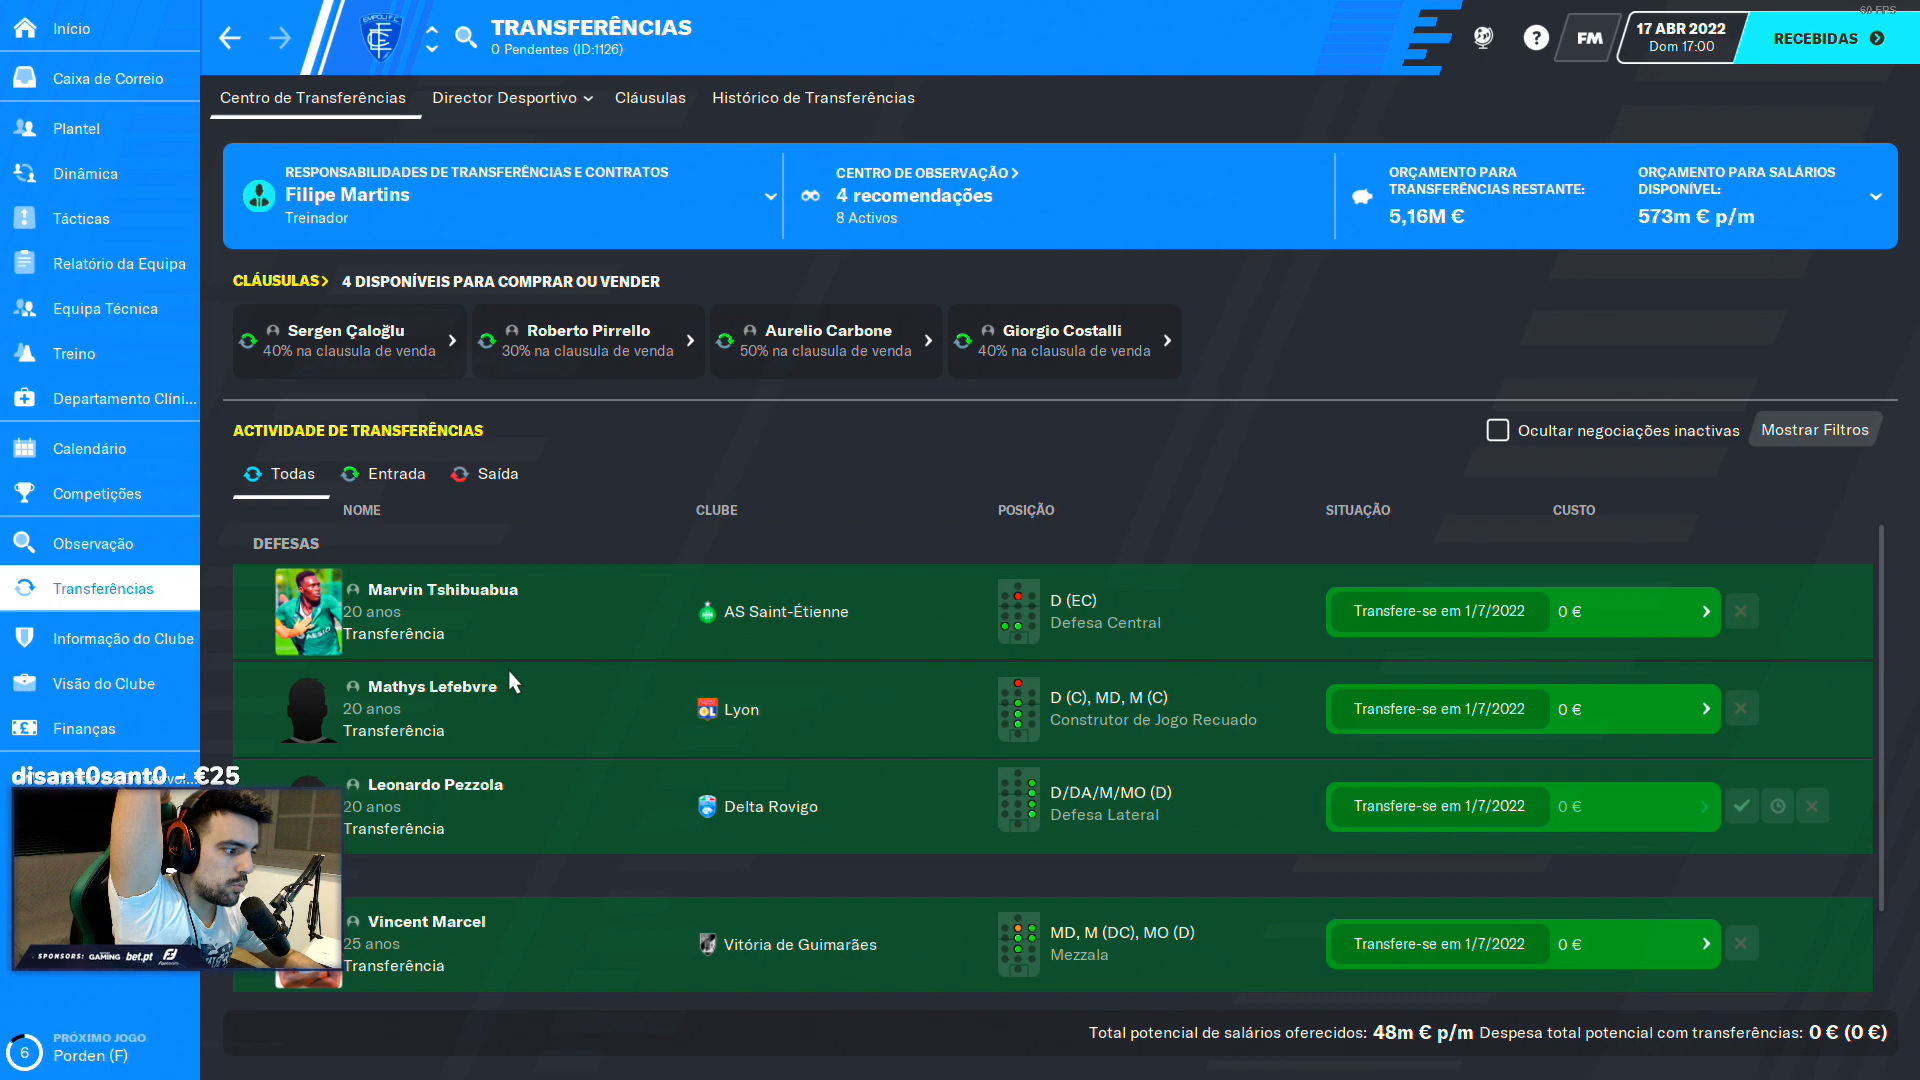 60 FPS
Início
Caixa de Correio
Plantel
Dinâmica
Tácticas
Relatório da Equipa
Equipa Técnica
Treino
Departamento Clíni...
Calendário
Competições
Observação
Transferências
Informação do Clube
Visão do Clube
Finanças
disant0sant0 - €25
SPONSORS: GAMING bet.pt
PRÓXIMO JOGO
6
Porden (F)
EMPOLI F.C.
TRANSFERÊNCIAS
0 Pendentes (ID:1126)
?
FM
17 ABR 2022
Dom 17:00
RECEBIDAS
Centro de Transferências
Director Desportivo
Cláusulas
Histórico de Transferências
RESPONSABILIDADES DE TRANSFERÊNCIAS E CONTRATOS
Filipe Martins
Treinador
CENTRO DE OBSERVAÇÃO >
4 recomendações
8 Activos
ORÇAMENTO PARA
TRANSFERÊNCIAS RESTANTE:
5,16M €
ORÇAMENTO PARA SALÁRIOS
DISPONÍVEL:
573m € p/m
CLÁUSULAS > 4 DISPONÍVEIS PARA COMPRAR OU VENDER
Sergen Çaloğlu
40% na clausula de venda
Roberto Pirrello
30% na clausula de venda
Aurelio Carbone
50% na clausula de venda
Giorgio Costalli
40% na clausula de venda
ACTIVIDADE DE TRANSFERÊNCIAS
Ocultar negociações inactivas
Mostrar Filtros
Todas
Entrada
Saída
NOME CLUBE POSIÇÃO SITUAÇÃO CUSTO
DEFESAS
Marvin Tshibuabua
20 anos
Transferência
AS Saint-Étienne
D (EC)
Defesa Central
Transfere-se em 1/7/2022 0 €
Mathys Lefebvre
20 anos
Transferência
OL
Lyon
D (C), MD, M (C)
Construtor de Jogo Recuado
Transfere-se em 1/7/2022 0 €
Leonardo Pezzola
20 anos
Transferência
Delta Rovigo
D/DA/M/MO (D)
Defesa Lateral
Transfere-se em 1/7/2022 0 €
Vincent Marcel
25 anos
Transferência
Vitória de Guimarães
MD, M (DC), MO (D)
Mezzala
Transfere-se em 1/7/2022 0 €
Total potencial de salários oferecidos: 48m € p/m Despesa total potencial com transferências: 0 € (0 €)